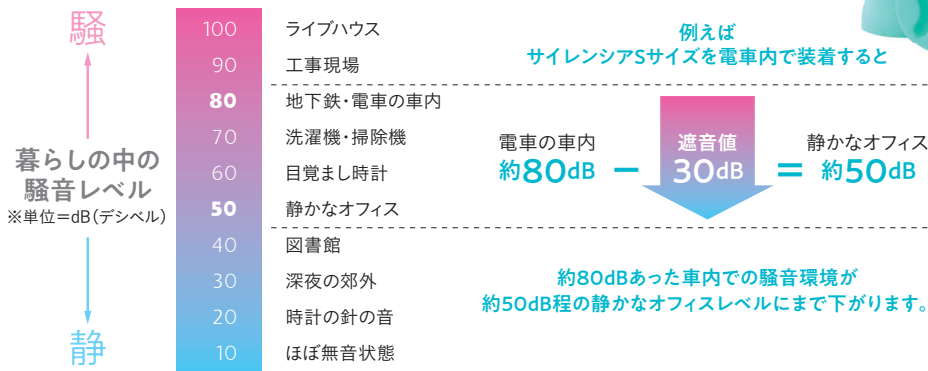 騒
暮らしの中の
騒音レベル
※単位=dB(デシベル)
静
100 ライブハウス
90 工事現場
80 地下鉄・電車の車内
70 洗濯機・掃除機
60 目覚まし時計
50 静かなオフィス
40 図書館
30 深夜の郊外
20 時計の針の音
10 ほぼ無音状態
例えば
サイレンシアSサイズを電車内で装着すると
電車の車内
約80dB
－
遮音値
30dB
＝
静かなオフィス
約50dB
約80dBあった車内での騒音環境が
約50dB程の静かなオフィスレベルにまで下がります。